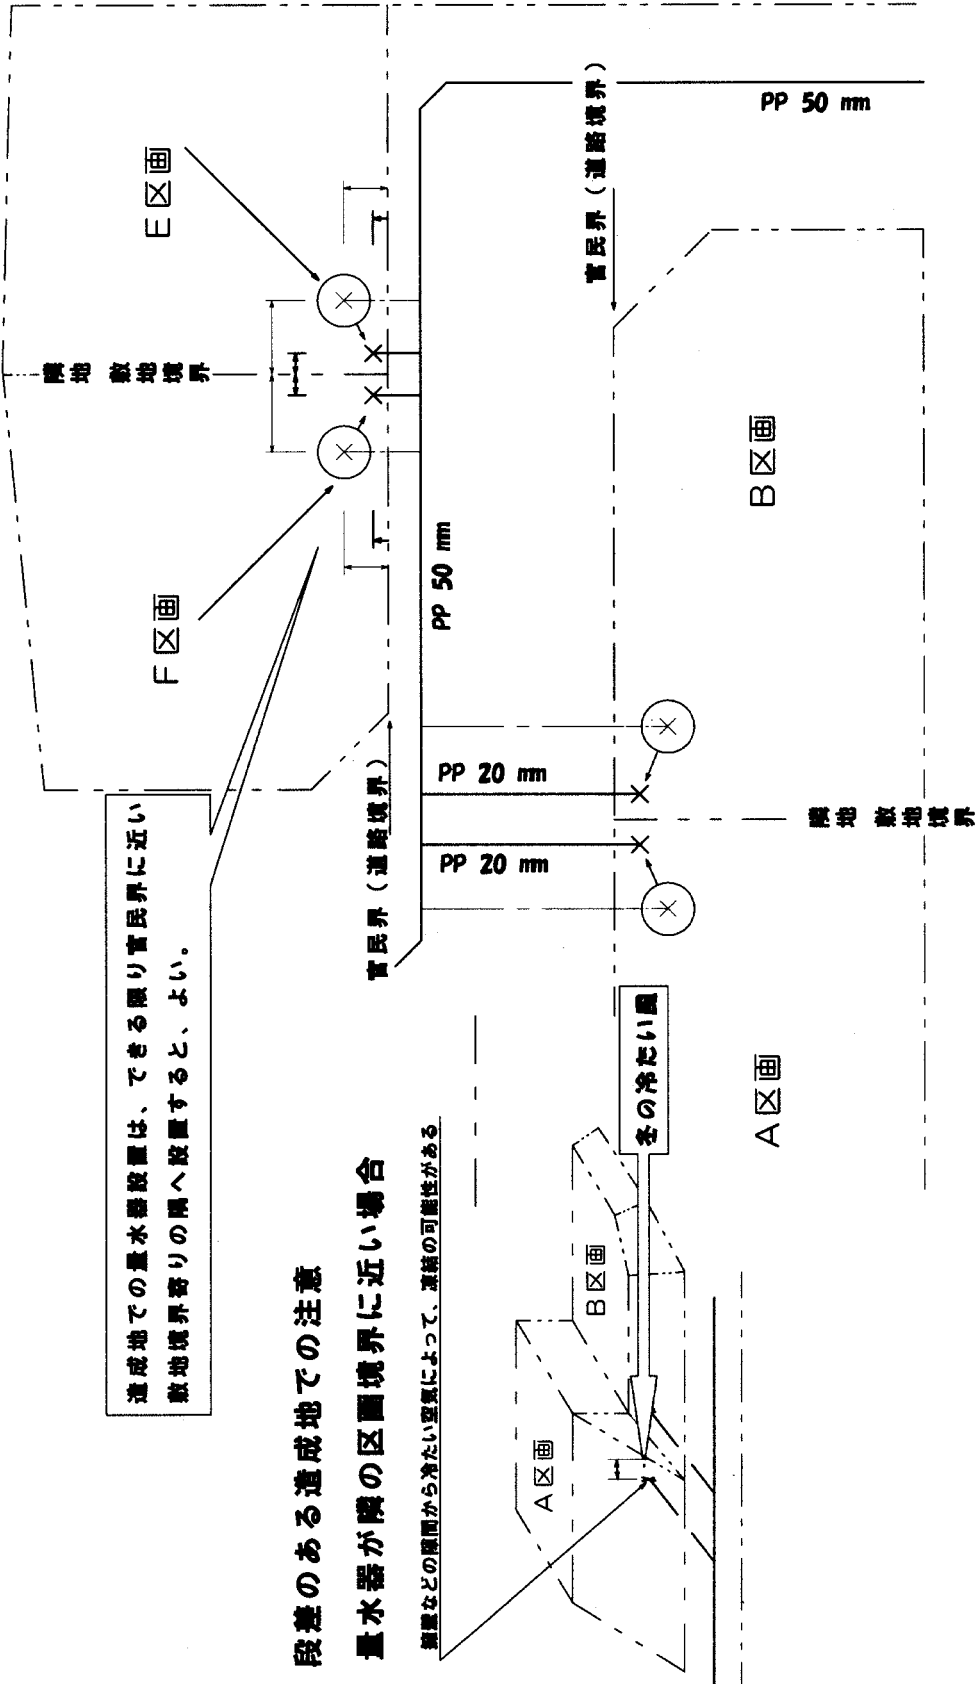 造成地での量水器設置は、できる限り官民界に近い
敷地境界寄りの隅へ設置すると、よい。
段差のある造成地での注意
量水器が隣の区画境界に近い場合
擁壁などの隙間から冷たい空気によって、凍結の可能性がある
E区画
F区画
隣地 敷地境界
官民界(道路境界)
PP 50 mm
PP 50 mm
官民界(道路境界)
PP 20 mm
PP 20 mm
隣地 敷地境界
B区画
A区画
冬の冷たい風
A区画
B区画